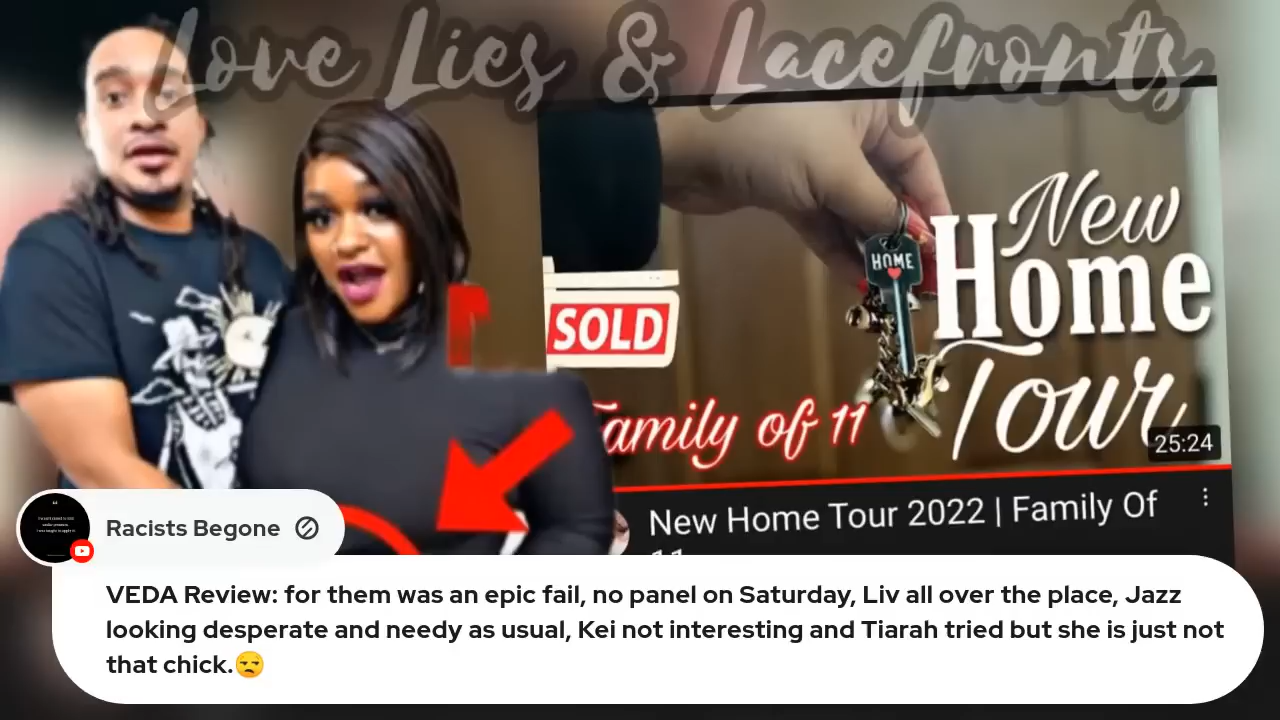 Love Lies & Lacefronts
HOME
New
Home
Tour
SOLD
Family of 11
25:24
New Home Tour 2022 | Family Of
11
Racists Begone
VEDA Review: for them was an epic fail, no panel on Saturday, Liv all over the place, Jazz
looking desperate and needy as usual, Kei not interesting and Tiarah tried but she is just not
that chick.😒